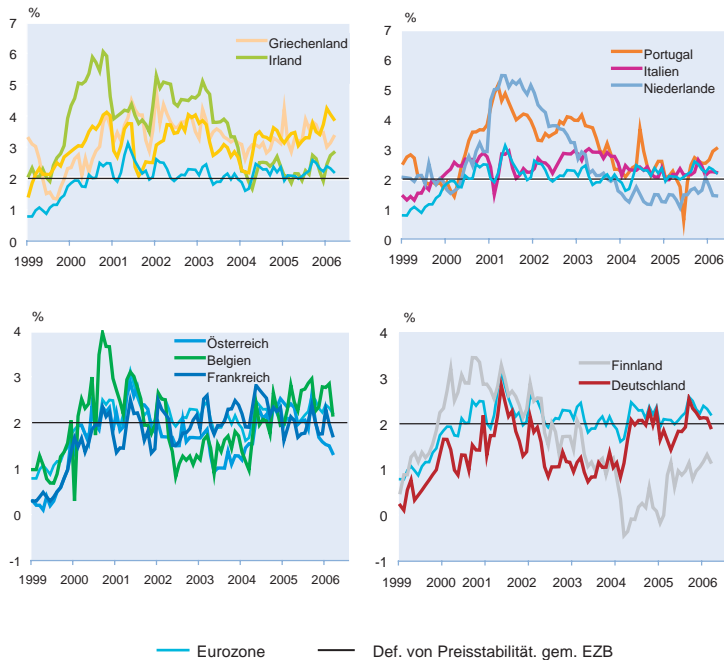 %
7
6
5
4
3
2
1
0
1999 2000 2001 2002 2003 2004 2005 2006
Griechenland
Irland
%
7
6
5
4
3
2
1
0
1999 2000 2001 2002 2003 2004 2005 2006
Portugal
Italien
Niederlande
%
4
3
2
1
0
-1
1999 2000 2001 2002 2003 2004 2005 2006
Österreich
Belgien
Frankreich
%
4
3
2
1
0
-1
1999 2000 2001 2002 2003 2004 2005 2006
Finnland
Deutschland
Eurozone Def. von Preisstabilität. gem. EZB